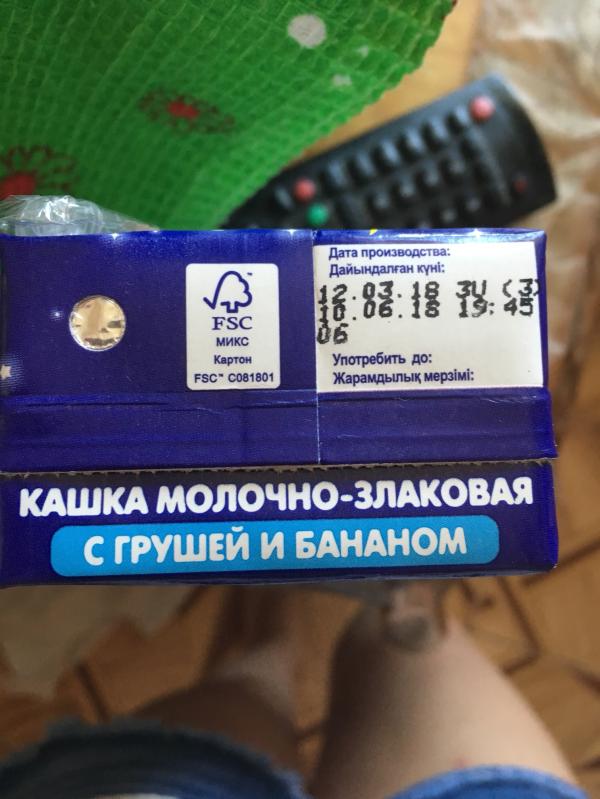 Дата производства:
Дайындалған күні:
12.03.18 3U (3)
10.06.18 19:45
06
Употребить до:
Жарамдылық мерзімі:
FSC
МИКС
Картон
FSC™ C081801
КАШКА МОЛОЧНО-ЗЛАКОВАЯ
С ГРУШЕЙ И БАНАНОМ